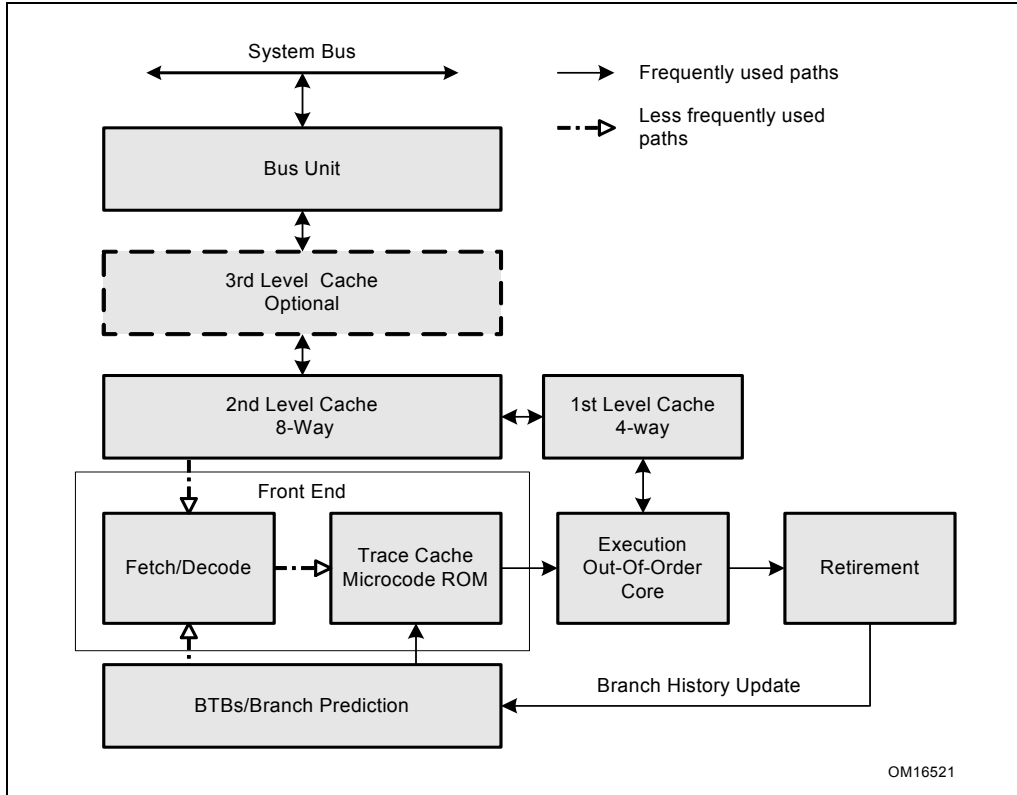 System Bus
Frequently used paths
Less frequently used
paths
Bus Unit
3rd Level Cache
Optional
2nd Level Cache
8-Way
1st Level Cache
4-way
Front End
Fetch/Decode
Trace Cache
Microcode ROM
Execution
Out-Of-Order
Core
Retirement
BTBs/Branch Prediction
Branch History Update
OM16521